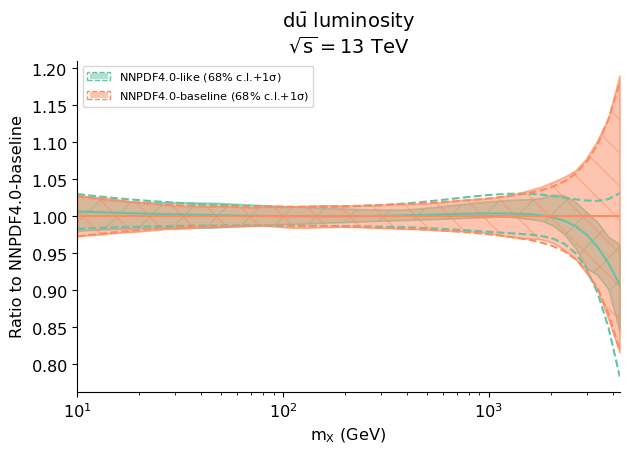 dū luminosity
√s = 13 TeV
NNPDF4.0-like (68% c.l.+1σ)
NNPDF4.0-baseline (68% c.l.+1σ)
Ratio to NNPDF4.0-baseline
1.20
1.15
1.10
1.05
1.00
0.95
0.90
0.85
0.80
10¹ 10² 10³
m_X (GeV)